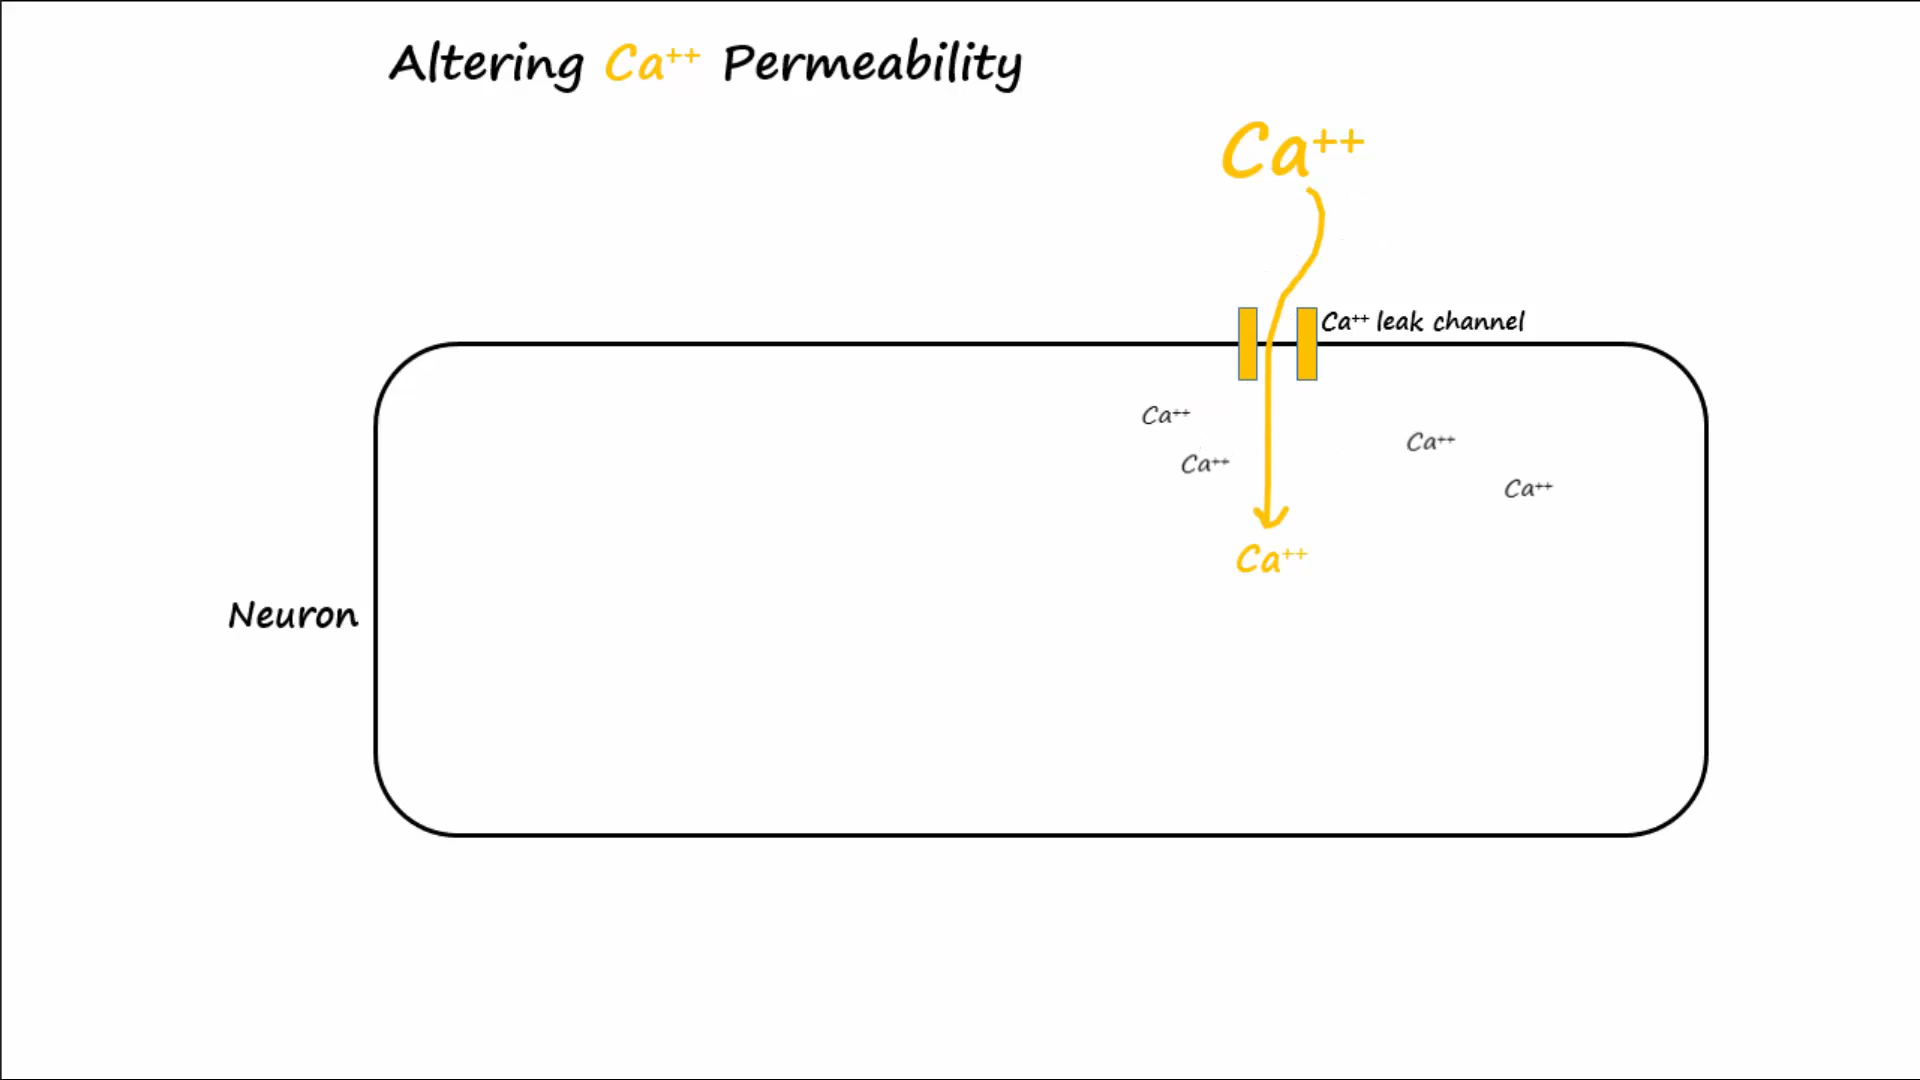 Altering Ca⁺⁺ Permeability
Ca⁺⁺
Ca⁺⁺ leak channel
Ca⁺⁺
Ca⁺⁺
Ca⁺⁺
Ca⁺⁺
Ca⁺⁺
Neuron